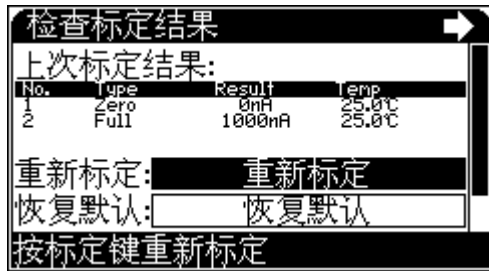 检查标定结果
上次标定结果:
No. Type Result Temp
1 Zero 0nA 25.0℃
2 Full 1000nA 25.0℃
重新标定: 重新标定
恢复默认: 恢复默认
按标定键重新标定